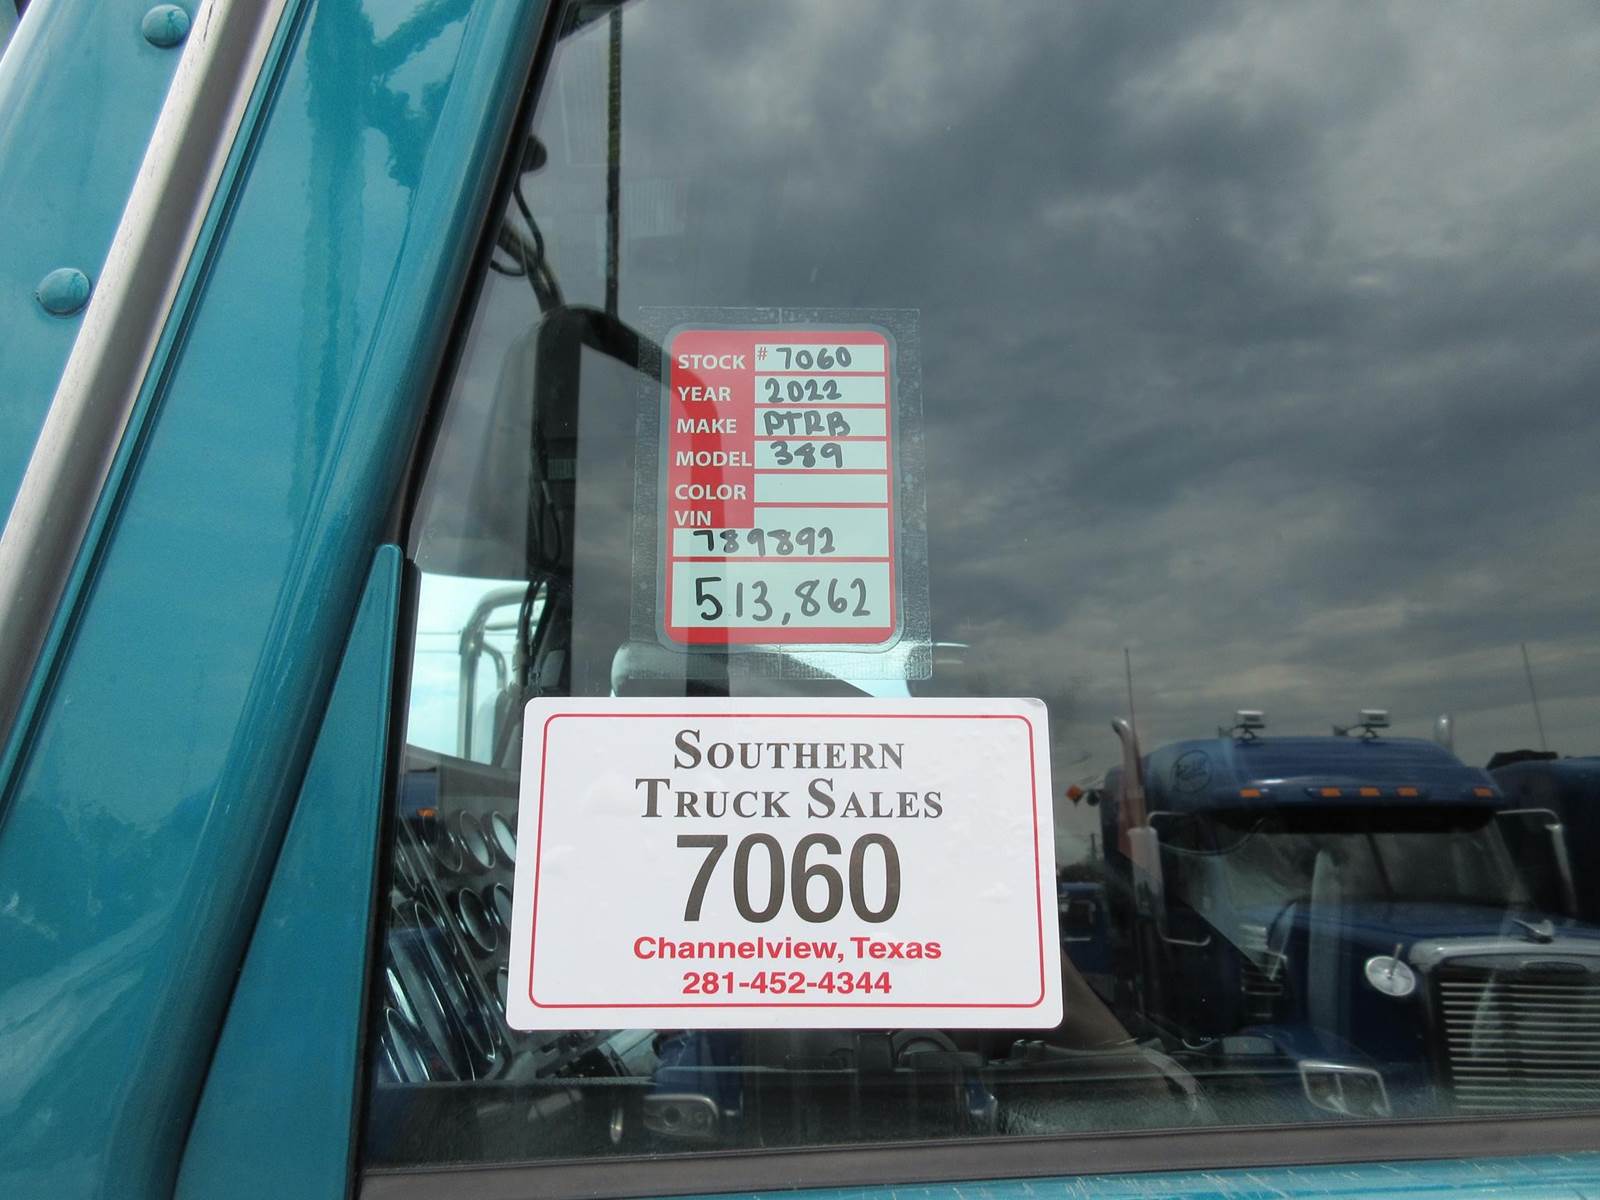 STOCK # 7060
YEAR 2022
MAKE PTRB
MODEL 389
COLOR
VIN
789892
513,862
SOUTHERN
TRUCK SALES
7060
Channelview, Texas
281-452-4344